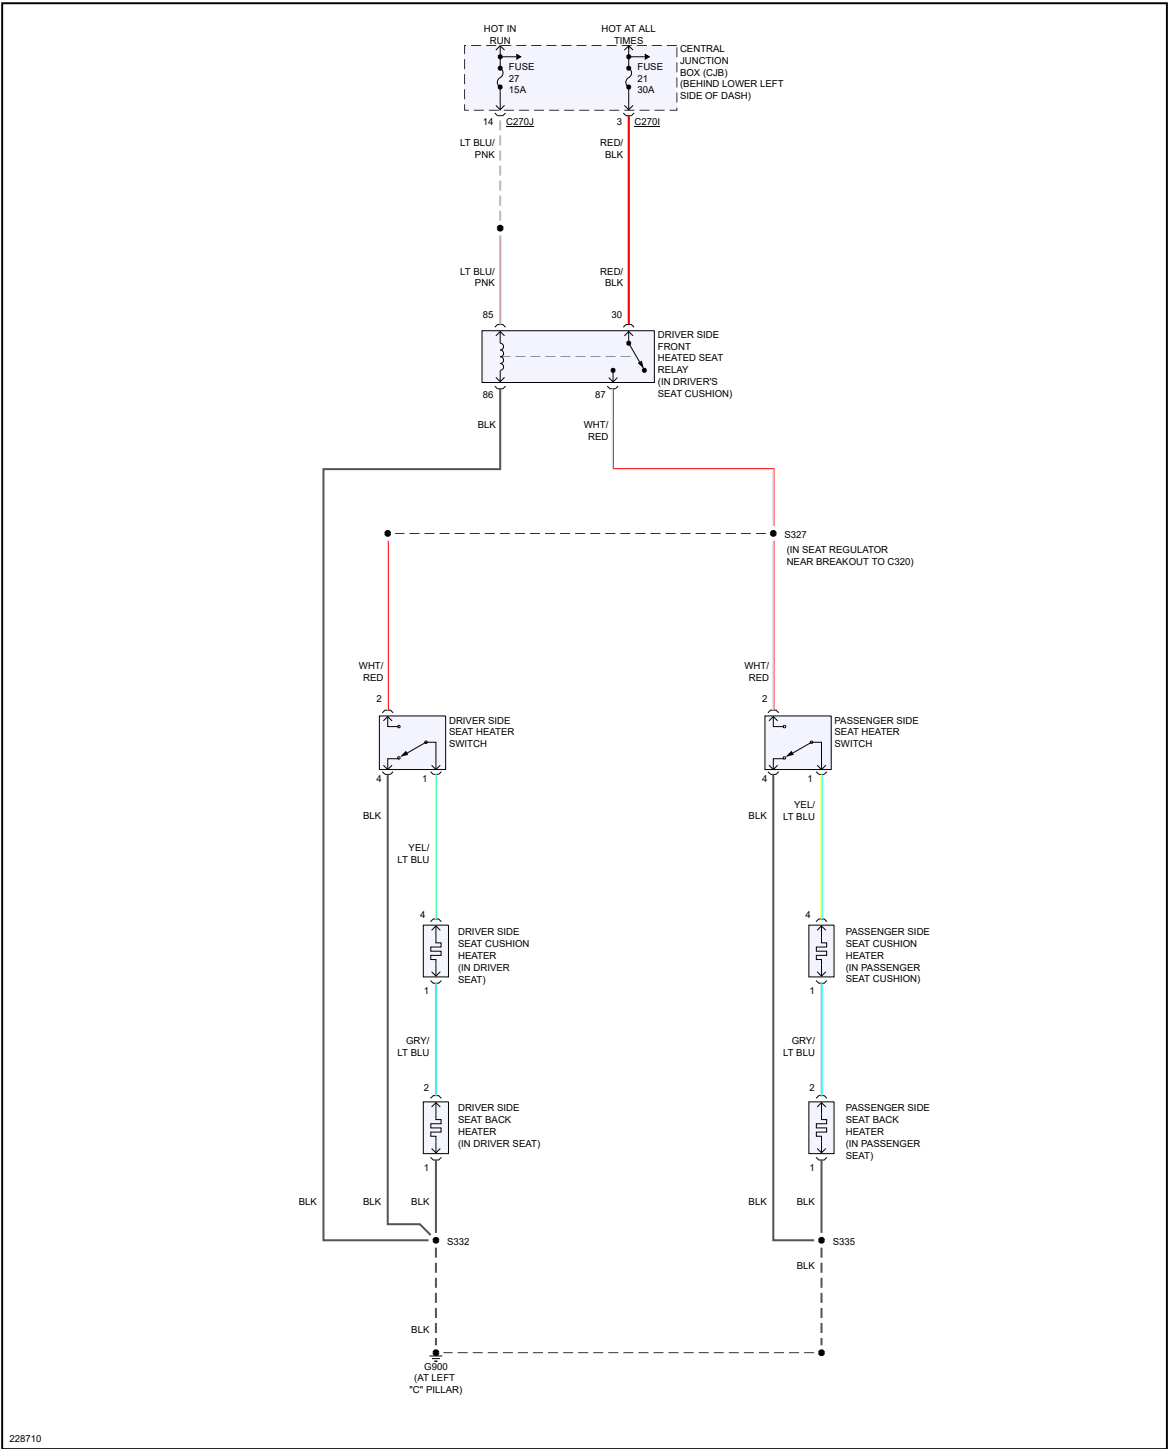 HOT IN
RUN
HOT AT ALL
TIMES
CENTRAL
JUNCTION
BOX (CJB)
(BEHIND LOWER LEFT
SIDE OF DASH)
FUSE
27
15A
FUSE
21
30A
14
C270J
3
C270I
LT BLU/
PNK
RED/
BLK
LT BLU/
PNK
RED/
BLK
85
30
DRIVER SIDE
FRONT
HEATED SEAT
RELAY
(IN DRIVER'S
SEAT CUSHION)
86
87
BLK
WHT/
RED
S327
(IN SEAT REGULATOR
NEAR BREAKOUT TO C320)
WHT/
RED
WHT/
RED
2
2
DRIVER SIDE
SEAT HEATER
SWITCH
PASSENGER SIDE
SEAT HEATER
SWITCH
4
1
4
1
BLK
YEL/
LT BLU
BLK
YEL/
LT BLU
4
4
DRIVER SIDE
SEAT CUSHION
HEATER
(IN DRIVER
SEAT)
PASSENGER SIDE
SEAT CUSHION
HEATER
(IN PASSENGER
SEAT CUSHION)
1
1
GRY/
LT BLU
GRY/
LT BLU
2
2
DRIVER SIDE
SEAT BACK
HEATER
(IN DRIVER SEAT)
PASSENGER SIDE
SEAT BACK
HEATER
(IN PASSENGER
SEAT)
1
1
BLK
BLK
BLK
BLK
BLK
S332
S335
BLK
BLK
G900
(AT LEFT
"C" PILLAR)
228710